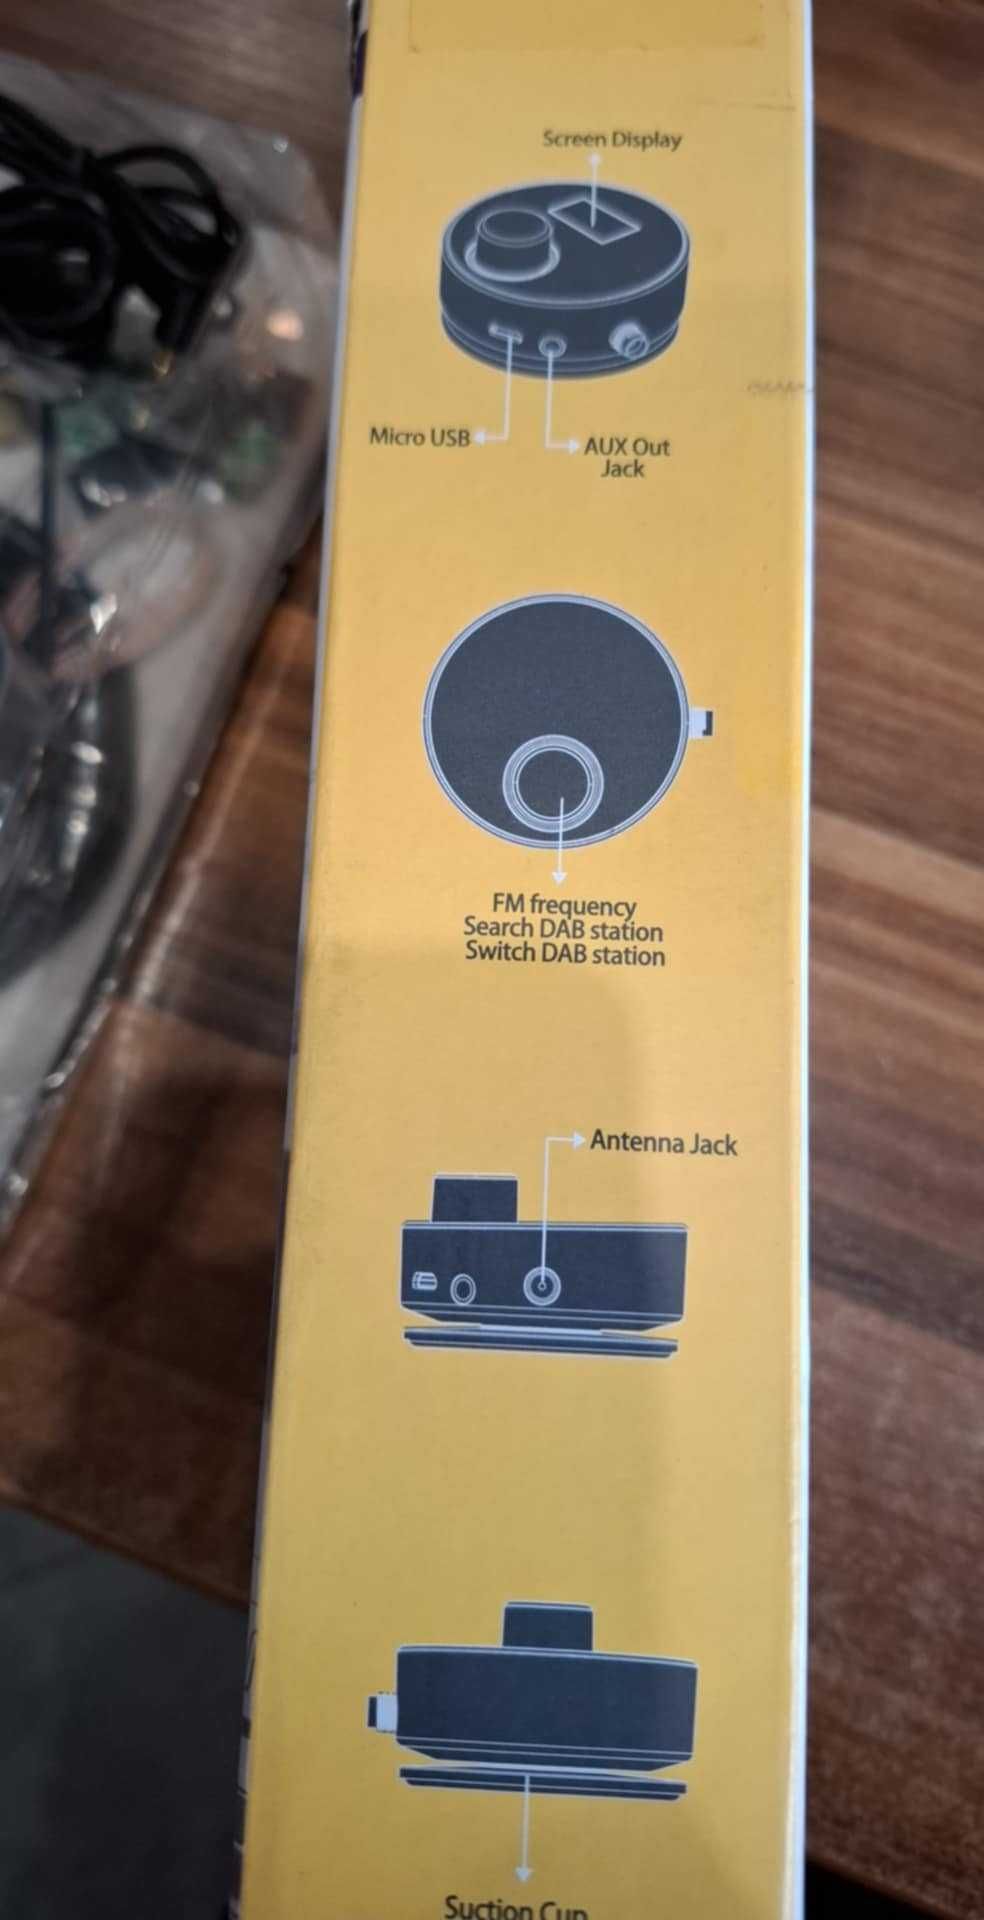 Screen Display
Micro USB
AUX Out
Jack
FM frequency
Search DAB station
Switch DAB station
Antenna Jack
Suction Cup